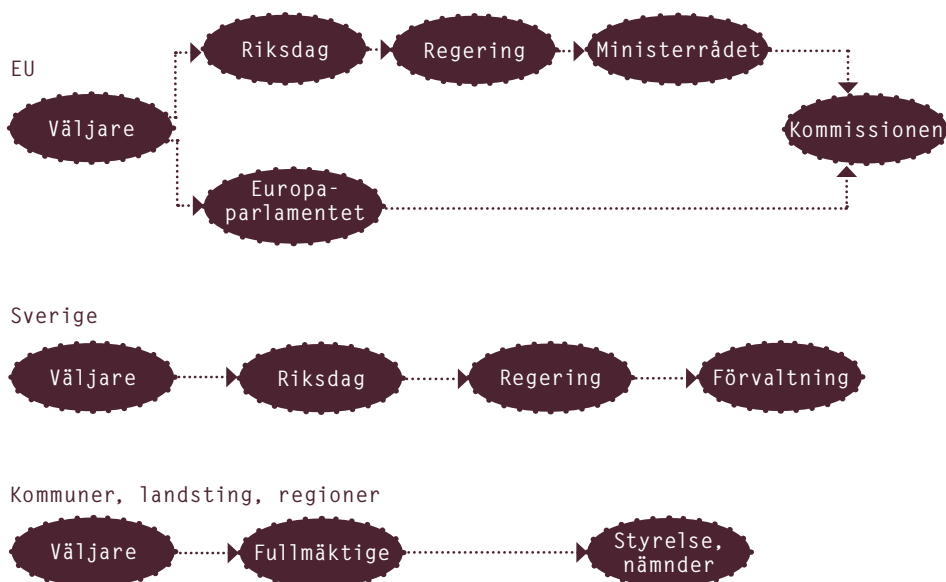 EU
Väljare
Riksdag
Regering
Ministerrådet
Kommissionen
Europa-
parlamentet
Sverige
Väljare
Riksdag
Regering
Förvaltning
Kommuner, landsting, regioner
Väljare
Fullmäktige
Styrelse,
nämnder